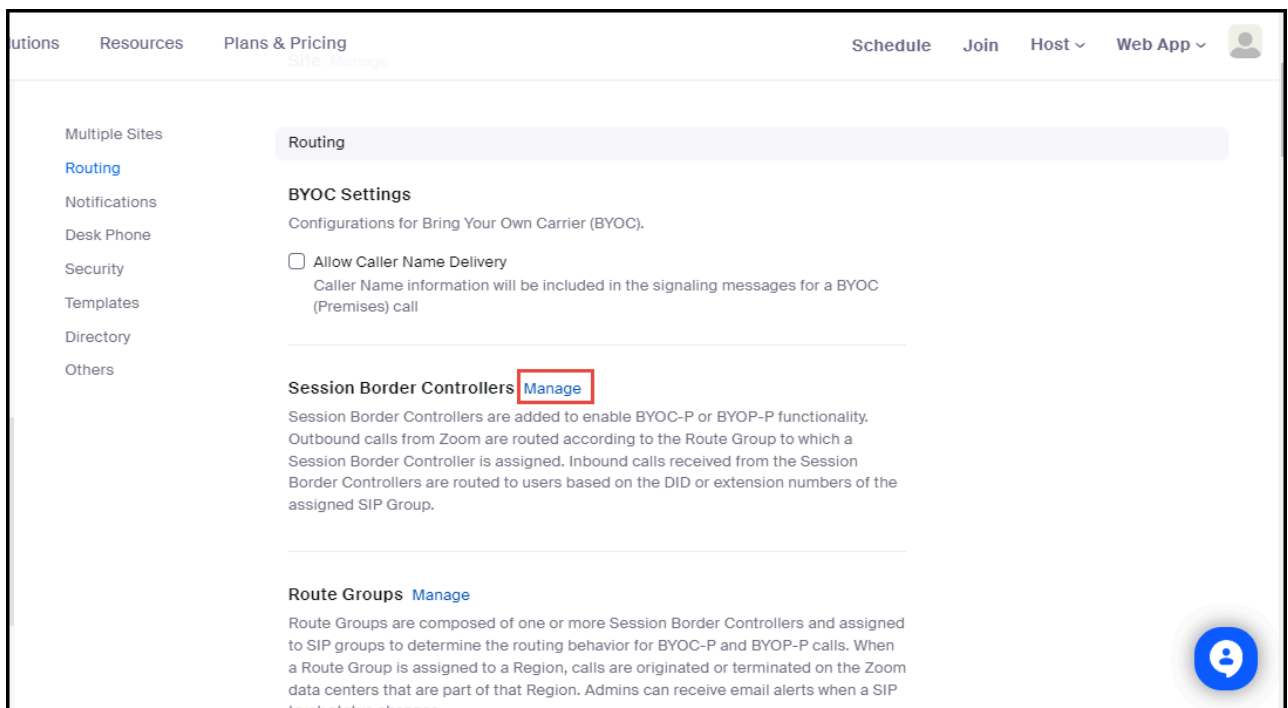 lutions Resources Plans & Pricing Schedule Join Host Web App
Site Manage
Multiple Sites
Routing
Notifications
Desk Phone
Security
Templates
Directory
Others
Routing
BYOC Settings
Configurations for Bring Your Own Carrier (BYOC).
Allow Caller Name Delivery
Caller Name information will be included in the signaling messages for a BYOC
(Premises) call
Session Border Controllers Manage
Session Border Controllers are added to enable BYOC-P or BYOP-P functionality.
Outbound calls from Zoom are routed according to the Route Group to which a
Session Border Controller is assigned. Inbound calls received from the Session
Border Controllers are routed to users based on the DID or extension numbers of the
assigned SIP Group.
Route Groups Manage
Route Groups are composed of one or more Session Border Controllers and assigned
to SIP groups to determine the routing behavior for BYOC-P and BYOP-P calls. When
a Route Group is assigned to a Region, calls are originated or terminated on the Zoom
data centers that are part of that Region. Admins can receive email alerts when a SIP